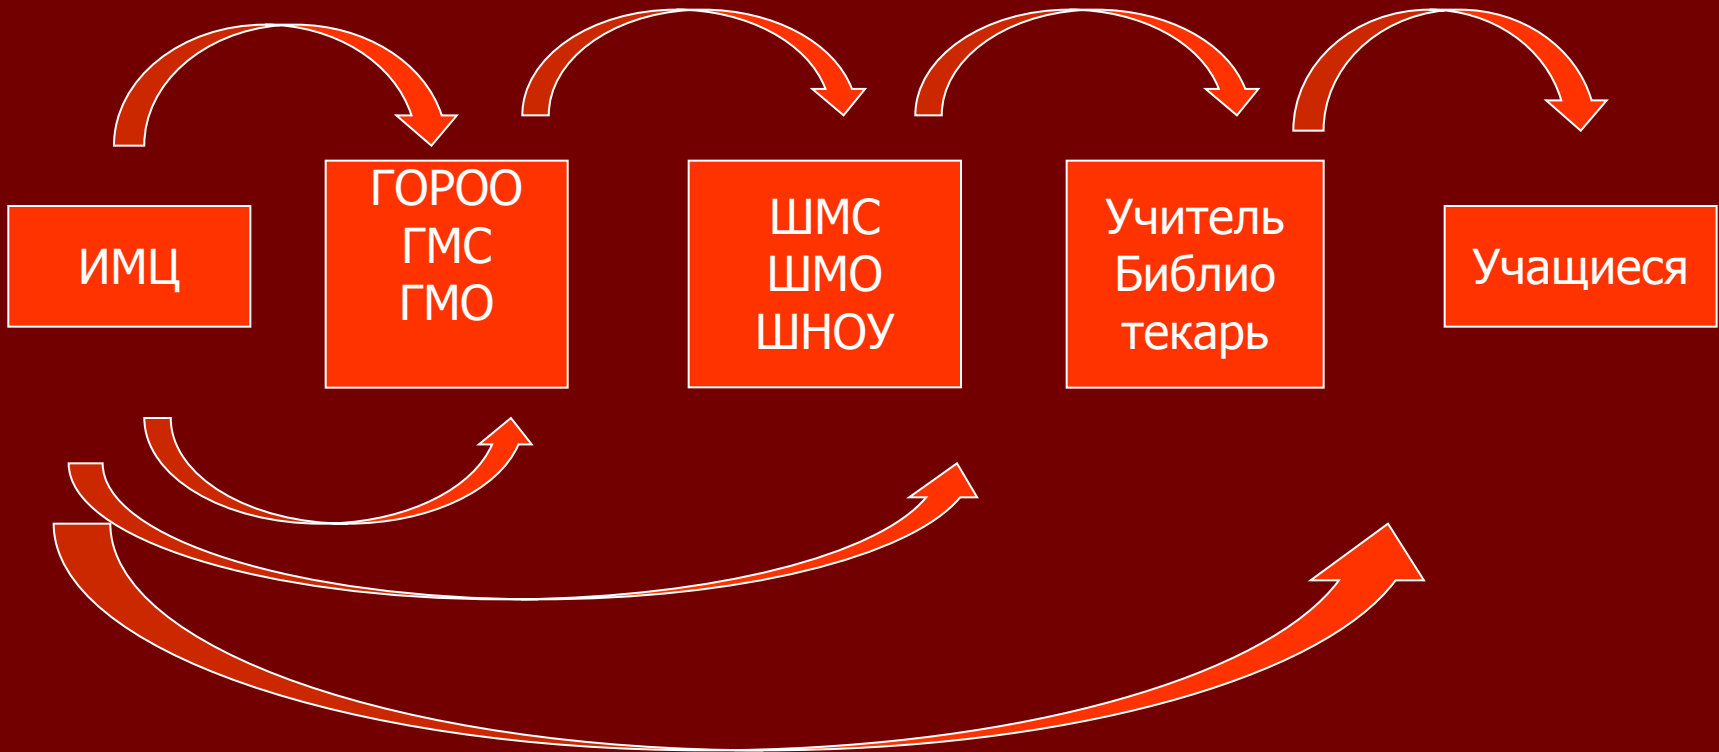 ИМЦ
ГОРОО
ГМС
ГМО
ШМС
ШМО
ШНОУ
Учитель
Библио
текарь
Учащиеся